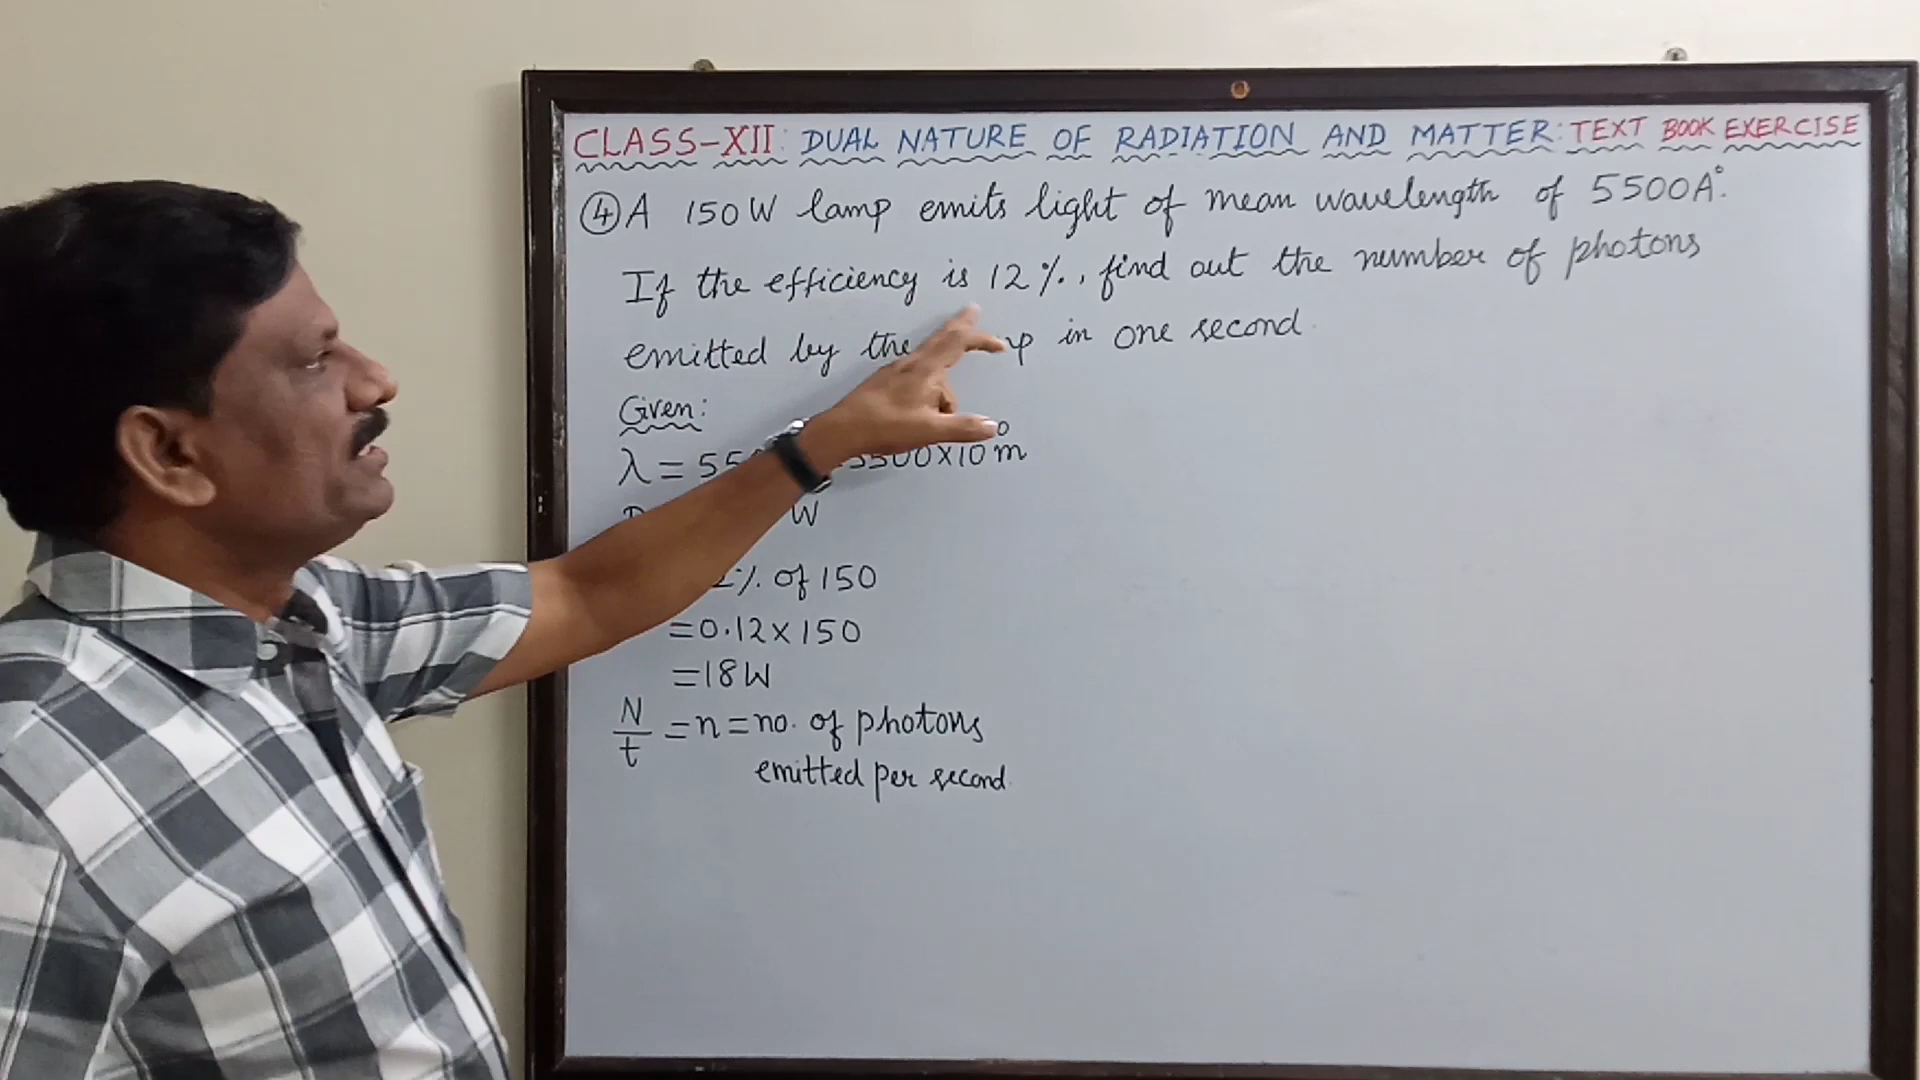 CLASS-XII: DUAL NATURE OF RADIATION AND MATTER: TEXT BOOK EXERCISE
④ A 150W lamp emits light of mean wavelength of 5500A°.
If the efficiency is 12%, find out the number of photons
emitted by the in one second.
Given:
λ = 55 5500×10 m
W
% of 150
=0.12×150
=18W
N/t =n=no. of photons
emitted per second.